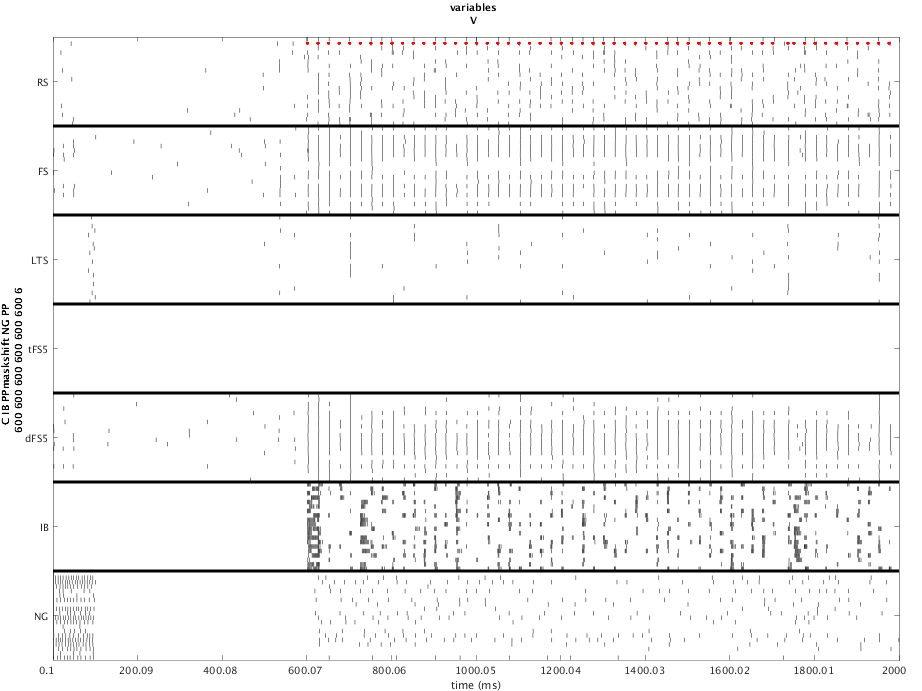 variables
V
RS
FS
LTS
tFS5
dFS5
IB
NG
C IB PPmaskshift NG PP
600 600 600 600 600 600 6
0.1 200.09 400.08 600.07 800.06 1000.05 1200.04 1400.03 1600.02 1800.01 2000
time (ms)